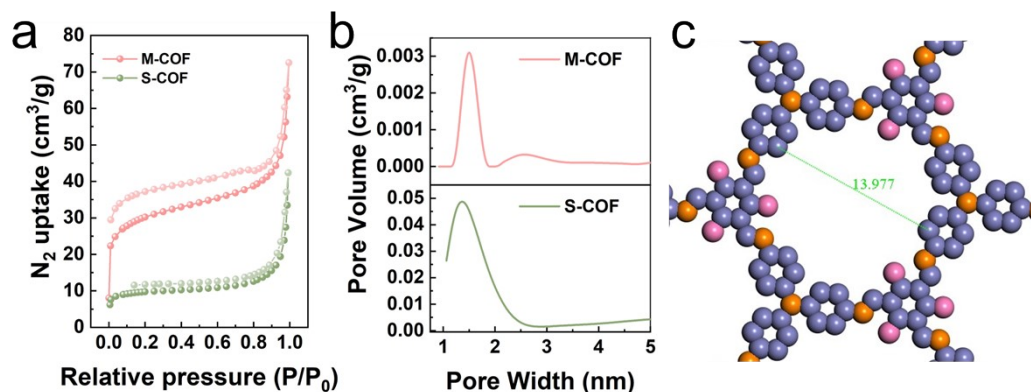 a
80
70
60
50
40
30
20
10
0
N₂ uptake (cm³/g)
M-COF
S-COF
0.0 0.2 0.4 0.6 0.8 1.0
Relative pressure (P/P₀)
b
Pore Volume (cm³/g)
0.003
0.002
0.001
0.000
M-COF
0.05
0.04
0.03
0.02
0.01
0.00
S-COF
1 2 3 4 5
Pore Width (nm)
c
13.977